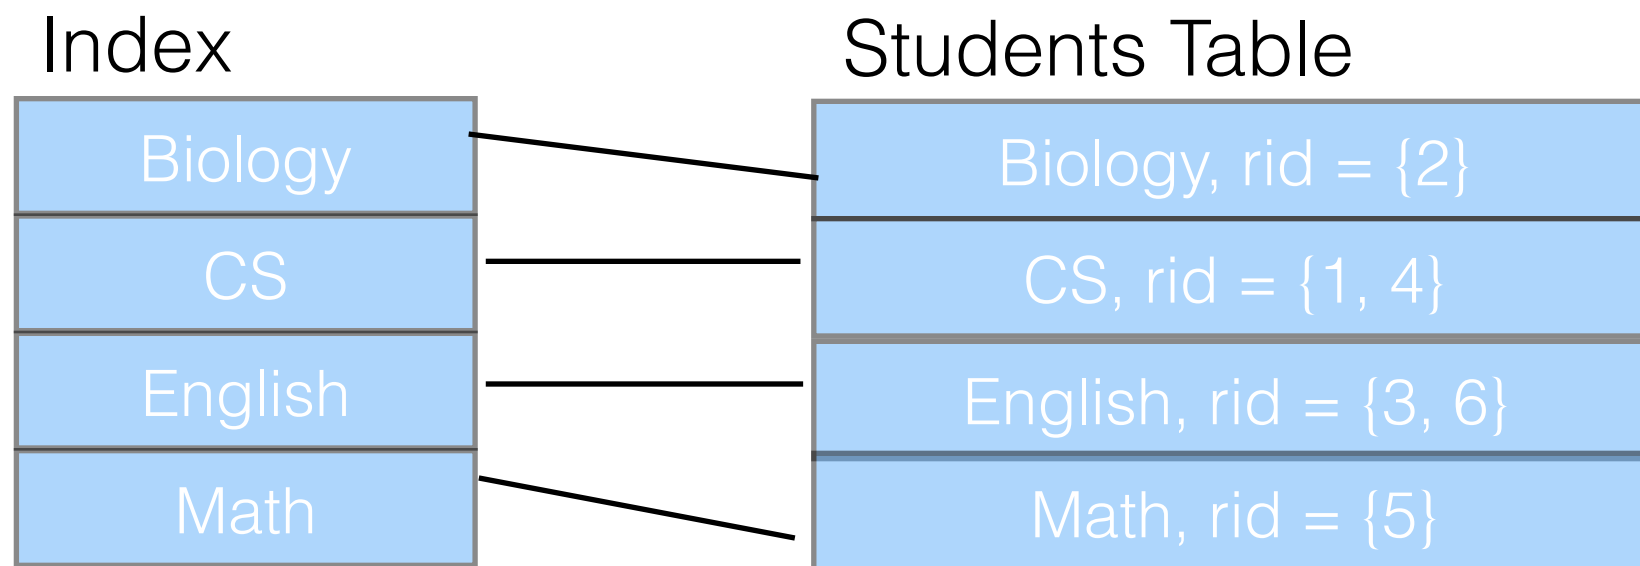 Index
Students Table
Biology
Biology, rid = {2}
CS
CS, rid = {1, 4}
English
English, rid = {3, 6}
Math
Math, rid = {5}